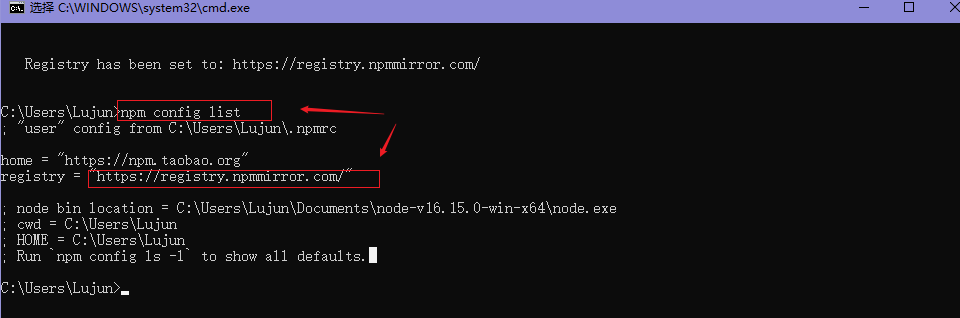 选择 C:\WINDOWS\system32\cmd.exe
Registry has been set to: https://registry.npmmirror.com/
C:\Users\Lujun>npm config list
; "user" config from C:\Users\Lujun\.npmrc
home = "https://npm.taobao.org"
registry = "https://registry.npmmirror.com/"
; node bin location = C:\Users\Lujun\Documents\node-v16.15.0-win-x64\node.exe
; cwd = C:\Users\Lujun
; HOME = C:\Users\Lujun
; Run `npm config ls -l` to show all defaults.
C:\Users\Lujun>